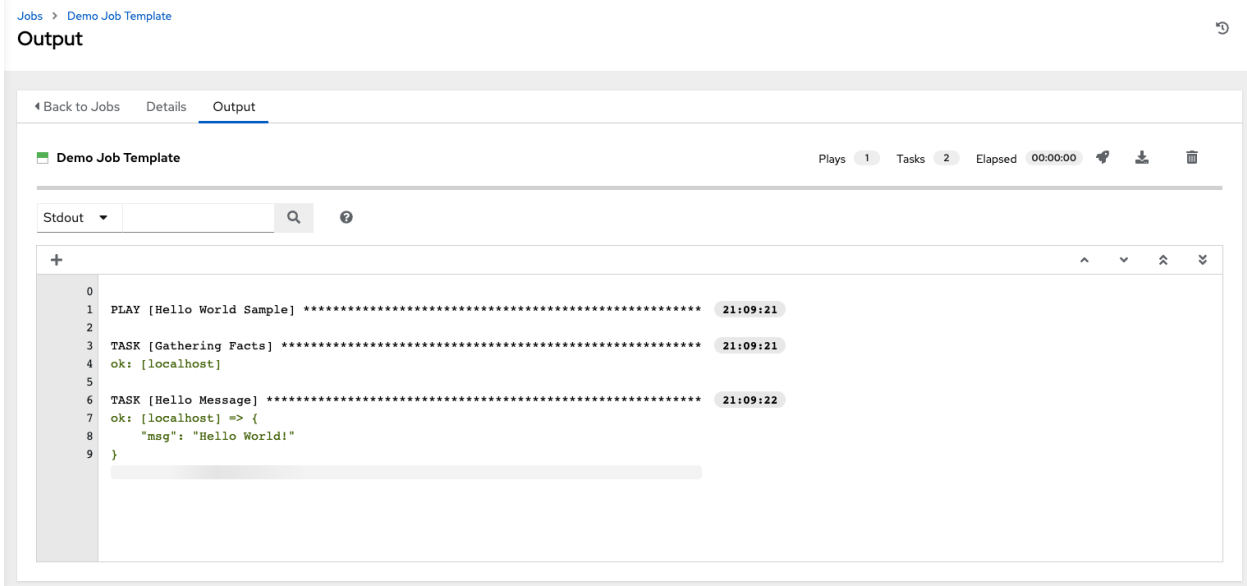 Jobs > Demo Job Template
Output
Back to Jobs Details Output
Demo Job Template Plays 1 Tasks 2 Elapsed 00:00:00
Stdout
0
1 PLAY [Hello World Sample] ****************************************************** 21:09:21
2
3 TASK [Gathering Facts] ********************************************************* 21:09:21
4 ok: [localhost]
5
6 TASK [Hello Message] *********************************************************** 21:09:22
7 ok: [localhost] => {
8 "msg": "Hello World!"
9 }